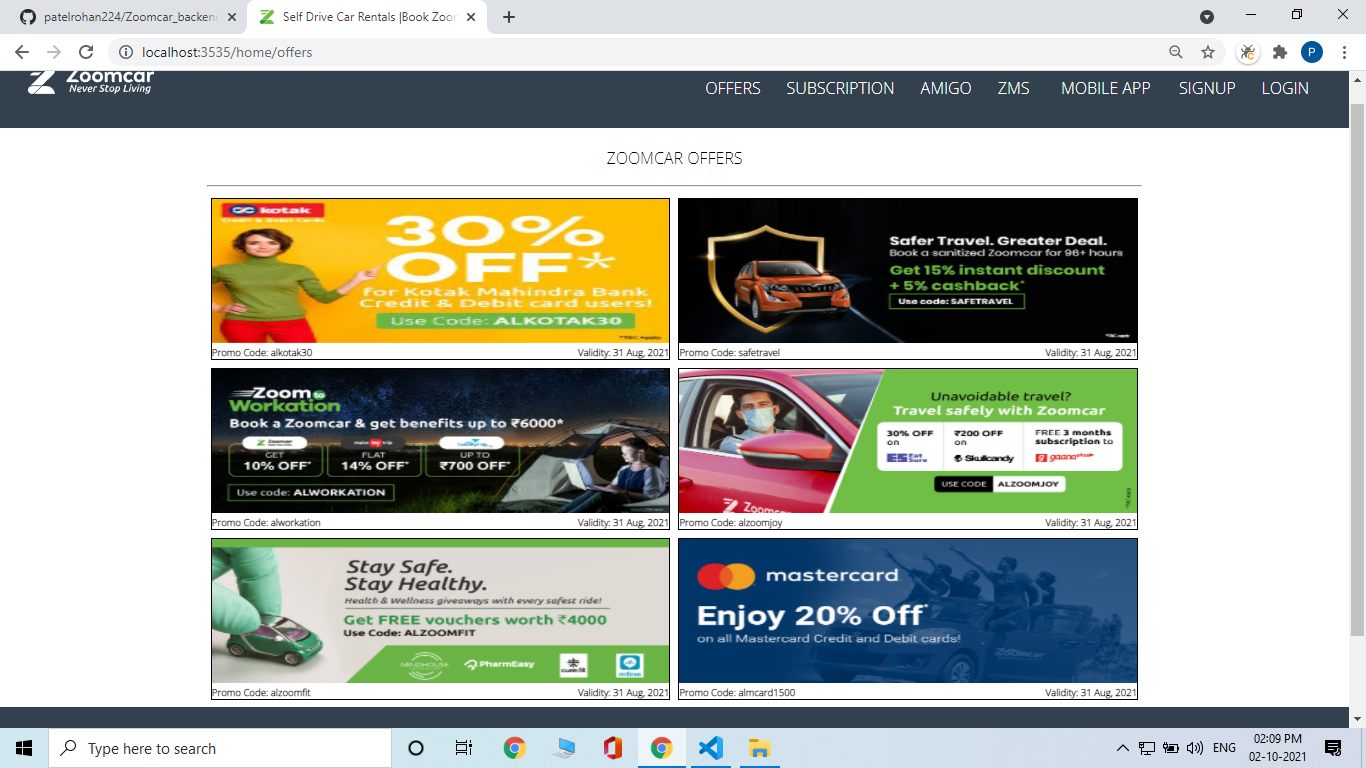 patelrohan224/Zoomcar_backen
Self Drive Car Rentals |Book Zoon
localhost:3535/home/offers
P
Zoomcar
Never Stop Living
OFFERS SUBSCRIPTION AMIGO ZMS MOBILE APP SIGNUP LOGIN
ZOOMCAR OFFERS
kotak
Credit & Debit Cards
30%
OFF*
for Kotak Mahindra Bank
Credit & Debit card users!
Use Code: ALKOTAK30
Promo Code: alkotak30 Validity: 31 Aug, 2021
Safer Travel. Greater Deal.
Book a sanitized Zoomcar for 96+ hours
Get 15% instant discount
+ 5% cashback*
Use code: SAFETRAVEL
Promo Code: safetravel Validity: 31 Aug, 2021
Zoom to
Workation
Book a Zoomcar & get benefits up to ₹6000*
Zoomcar
GET
10% OFF*
make my trip
FLAT
14% OFF*
UP TO
₹700 OFF*
Use code: ALWORKATION
Promo Code: alworkation Validity: 31 Aug, 2021
Unavoidable travel?
Travel safely with Zoomcar
30% OFF
on
ES Eat Sure
₹200 OFF
on
Skullcandy
FREE 3 months
subscription to
gaana plus
USE CODE ALZOOMJOY
Zoomcar
Promo Code: alzoomjoy Validity: 31 Aug, 2021
Stay Safe.
Stay Healthy.
Health & Wellness giveaways with every safest ride!
Get FREE vouchers worth ₹4000
Use Code: ALZOOMFIT
MINDHOUSE
PharmEasy
cure.fit
mfine
Promo Code: alzoomfit Validity: 31 Aug, 2021
mastercard
Enjoy 20% Off*
on all Mastercard Credit and Debit cards!
ZOOMCAR
Promo Code: almcard1500 Validity: 31 Aug, 2021
Type here to search
ENG
02:09 PM
02-10-2021